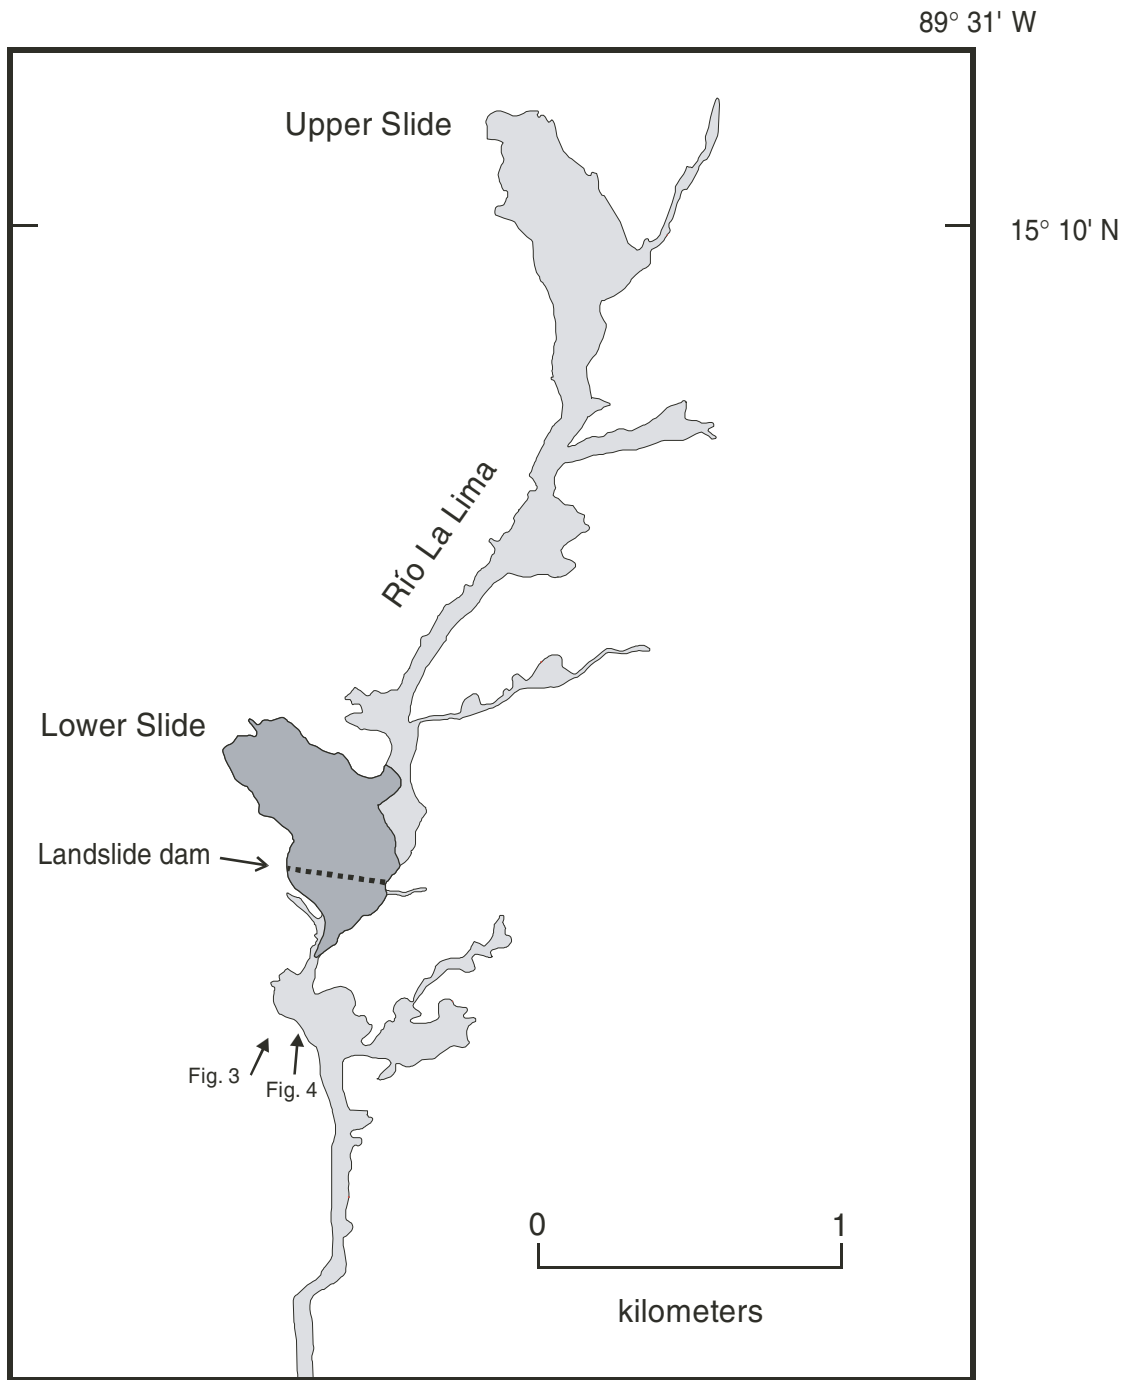 89° 31' W
Upper Slide
15° 10' N
Río La Lima
Lower Slide
Landslide dam
Fig. 3
Fig. 4
0 1
kilometers